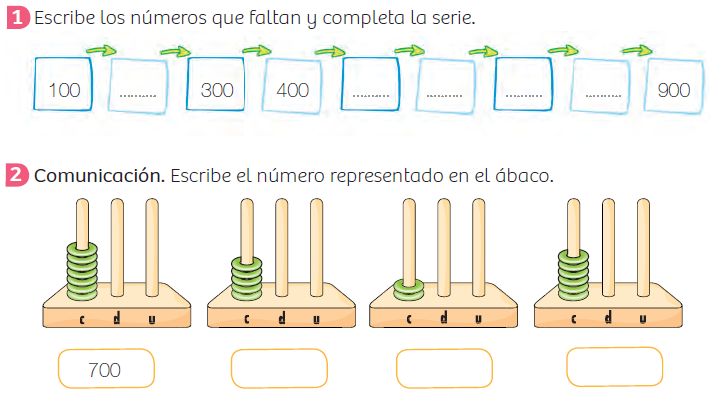 1 Escribe los números que faltan y completa la serie.
100 .......... 300 400 .......... .......... .......... .......... 900
2 Comunicación. Escribe el número representado en el ábaco.
c d u c d u c d u c d u
700